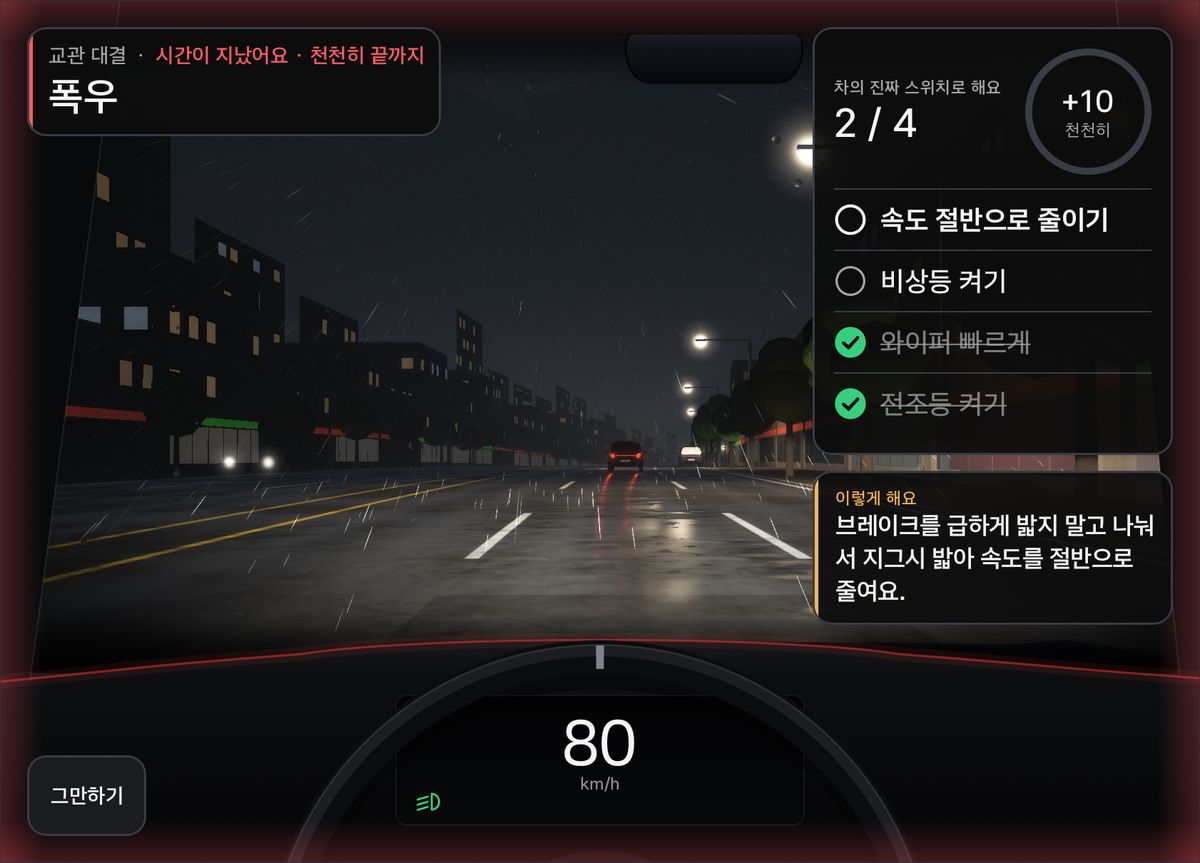 교관 대결 · 시간이 지났어요 · 천천히 끝까지
폭우
차의 진짜 스위치로 해요
2 / 4
+10
천천히
속도 절반으로 줄이기
비상등 켜기
와이퍼 빠르게
전조등 켜기
이렇게 해요
브레이크를 급하게 밟지 말고 나눠
서 지그시 밟아 속도를 절반으로
줄여요.
80
km/h
그만하기